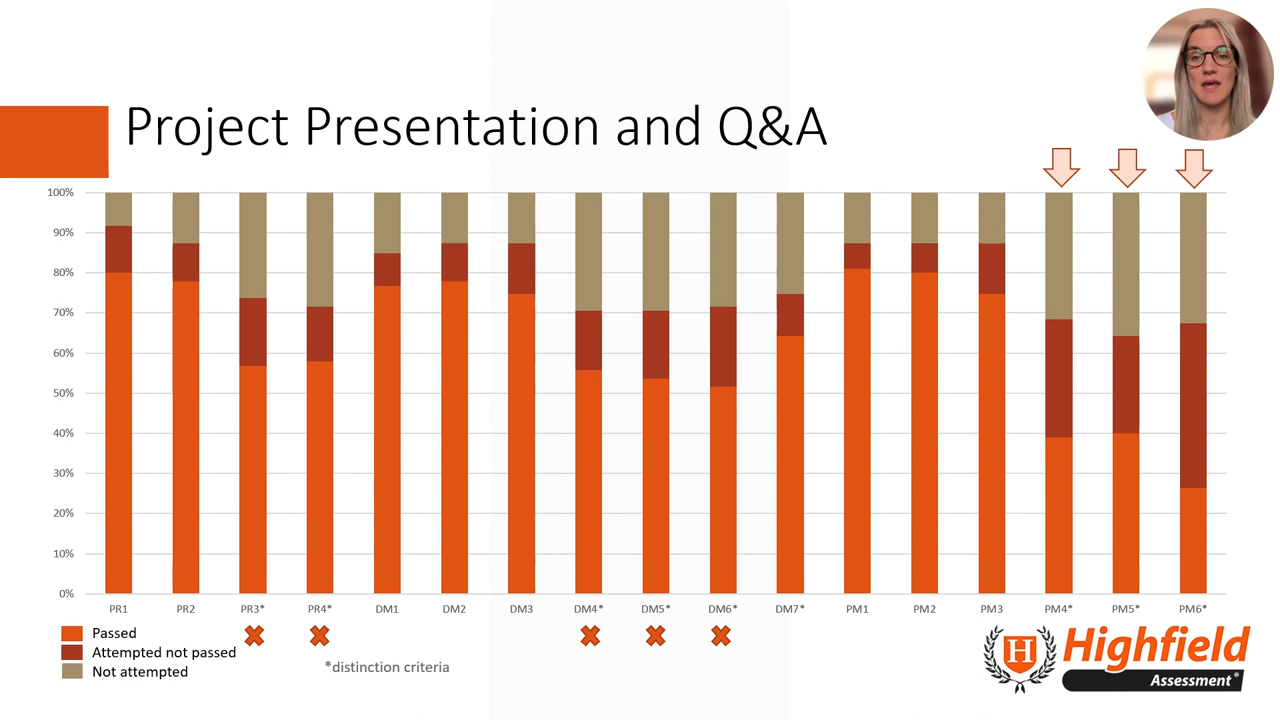 Project Presentation and Q&A
100%
90%
80%
70%
60%
50%
40%
30%
20%
10%
0%
PR1 PR2 PR3* PR4* DM1 DM2 DM3 DM4* DM5* DM6* DM7* PM1 PM2 PM3 PM4* PM5* PM6*
Passed
Attempted not passed
Not attempted
*distinction criteria
H
Highfield
Assessment®